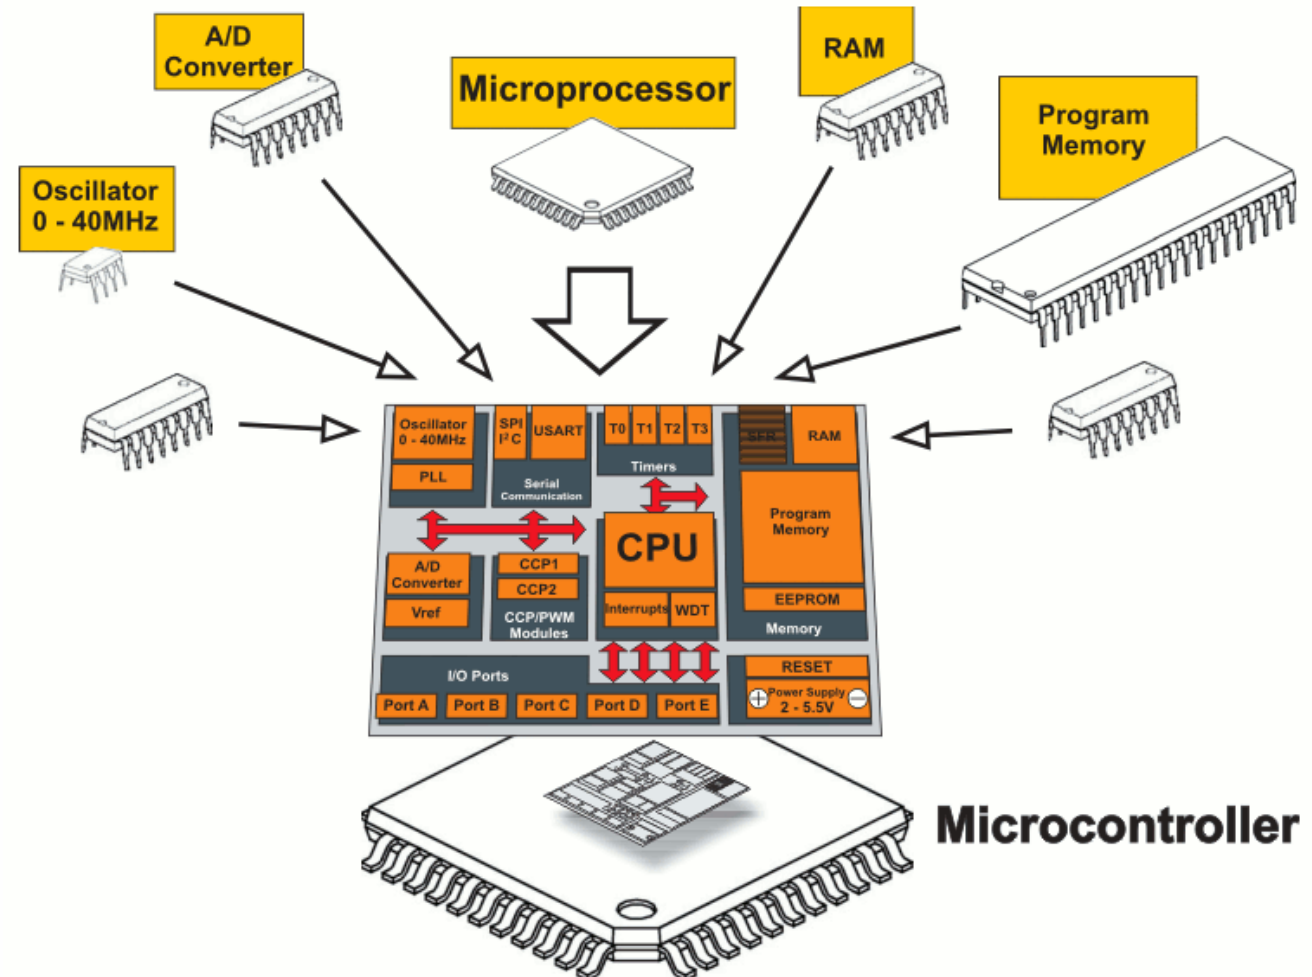 A/D
Converter
Microprocessor
RAM
Program
Memory
Oscillator
0 - 40MHz
Oscillator
0 - 40MHz
PLL
SPI
I²C
USART
Serial
Communication
T0
T1
T2
T3
Timers
SFR
RAM
Program
Memory
EEPROM
Memory
A/D
Converter
Vref
CCP1
CCP2
CCP/PWM
Modules
CPU
Interrupts
WDT
I/O Ports
Port A
Port B
Port C
Port D
Port E
RESET
+
Power Supply
2 - 5.5V
−
Microcontroller